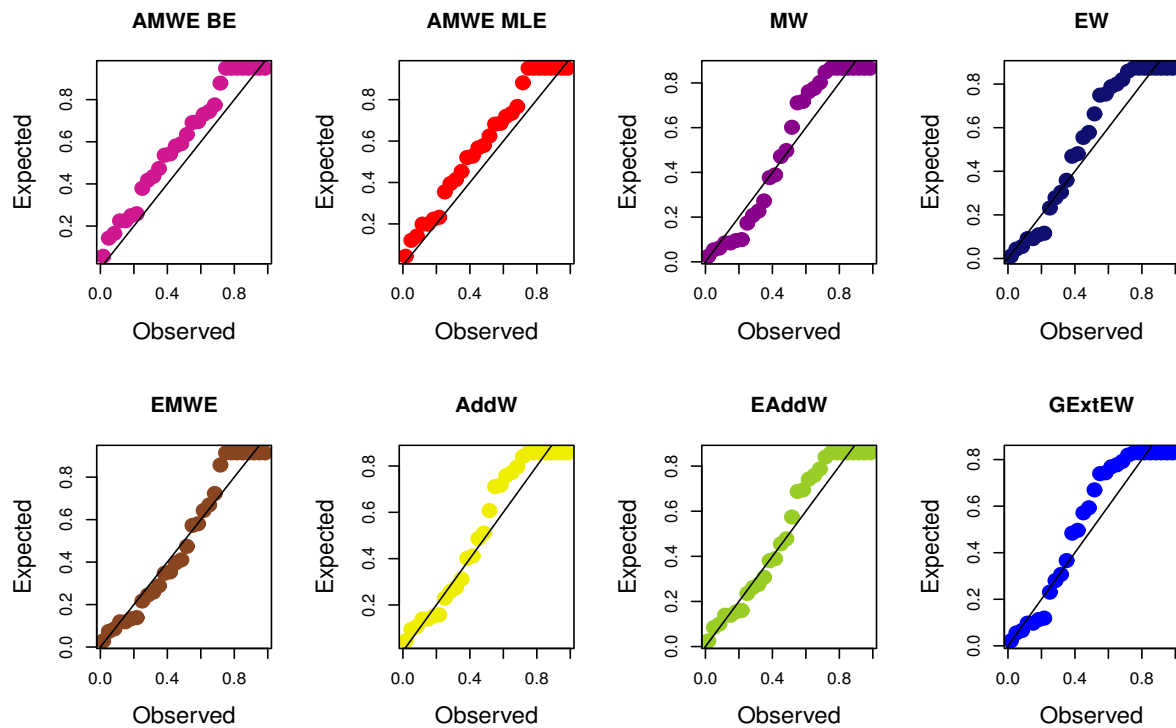 AMWE BE AMWE MLE MW EW
Expected 0.2 0.4 0.6 0.8 Expected 0.2 0.4 0.6 0.8 Expected 0.0 0.2 0.4 0.6 0.8 Expected 0.0 0.2 0.4 0.6 0.8
0.0 0.4 0.8 0.0 0.4 0.8 0.0 0.4 0.8 0.0 0.4 0.8
Observed Observed Observed Observed
EMWE AddW EAddW GExtEW
Expected 0.0 0.2 0.4 0.6 0.8 Expected 0.2 0.4 0.6 0.8 Expected 0.2 0.4 0.6 0.8 Expected 0.0 0.2 0.4 0.6 0.8
0.0 0.4 0.8 0.0 0.4 0.8 0.0 0.4 0.8 0.0 0.4 0.8
Observed Observed Observed Observed